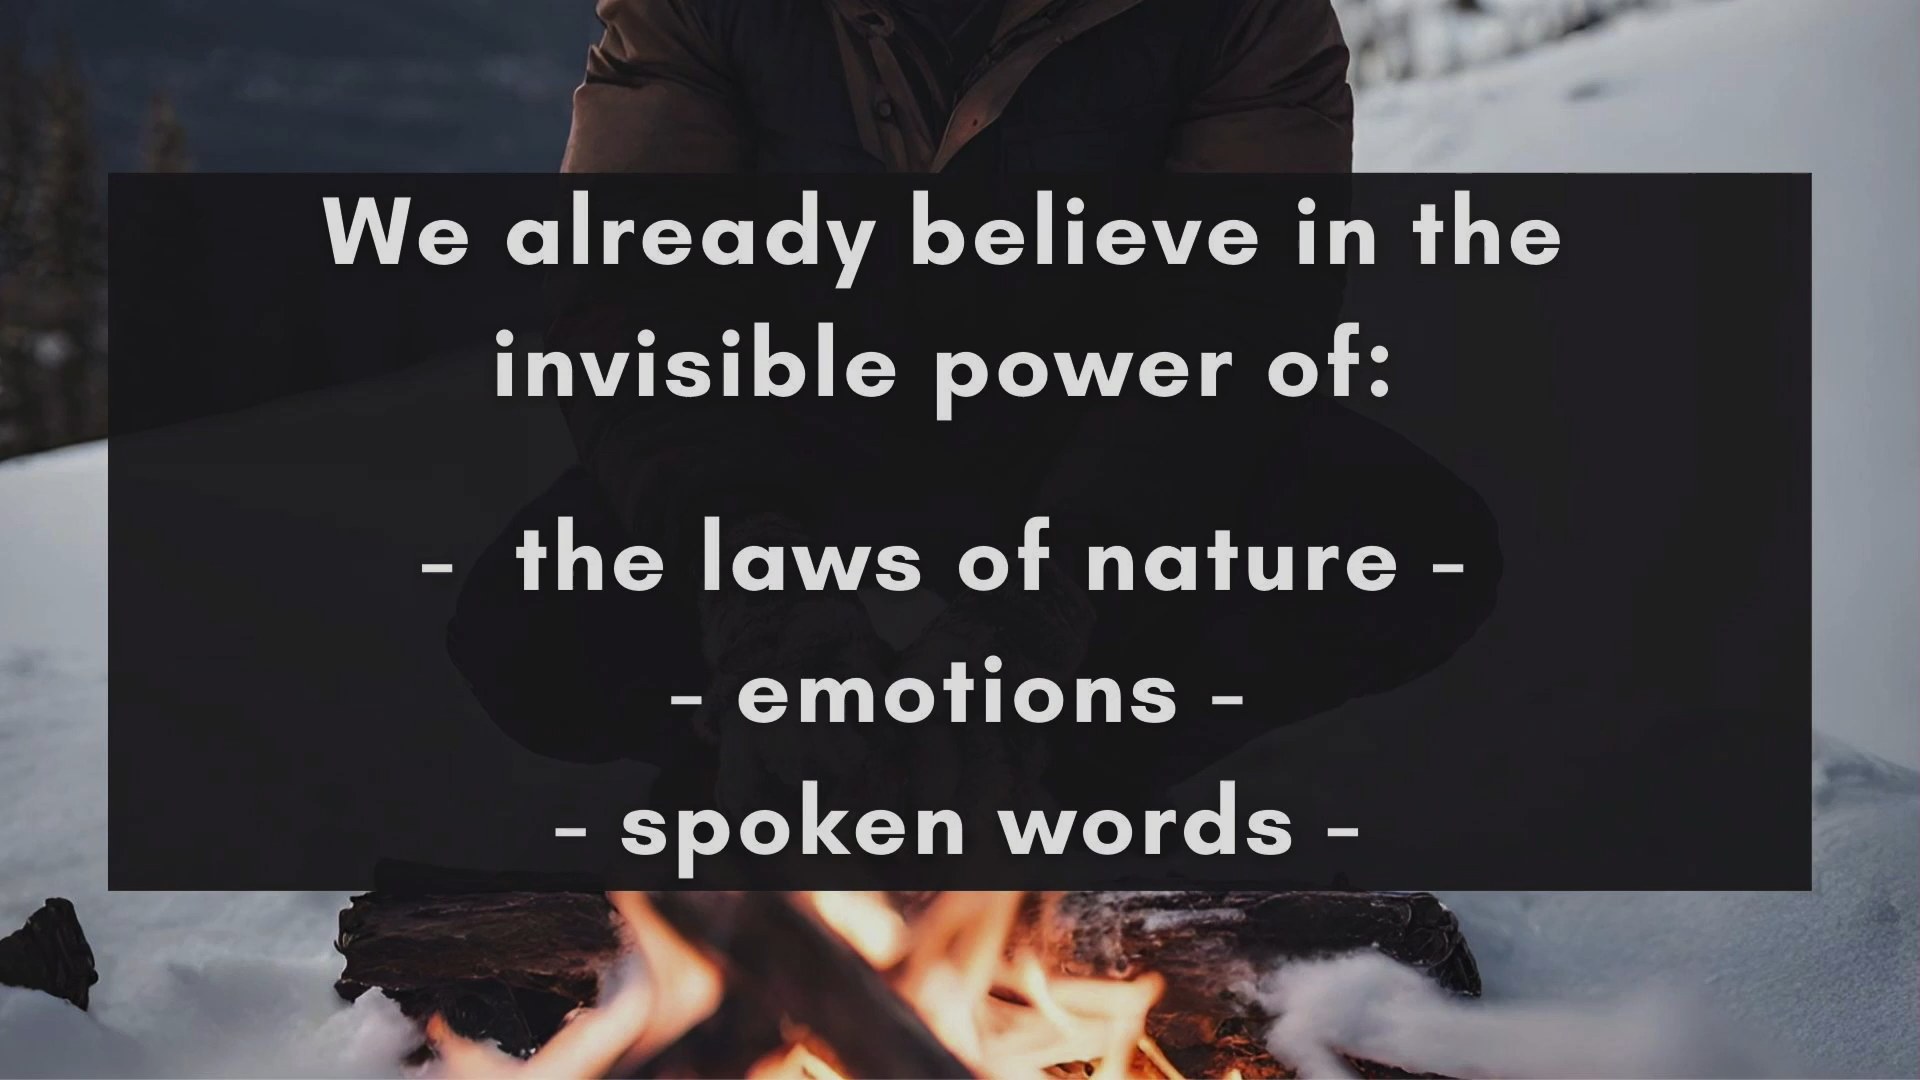 We already believe in the
invisible power of:
- the laws of nature -
- emotions -
- spoken words -